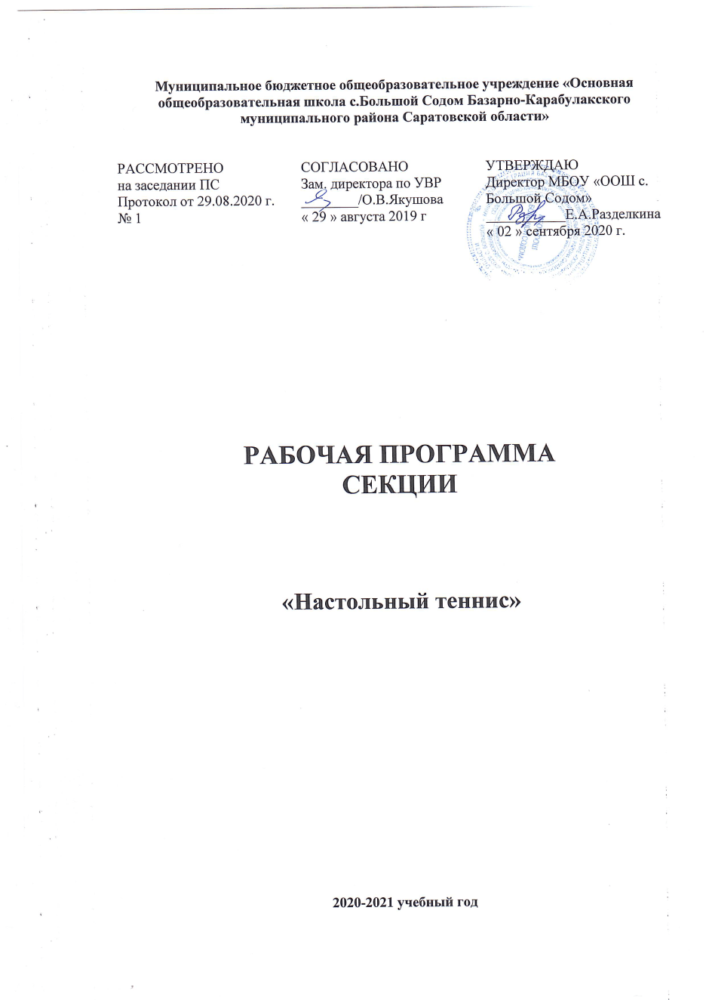 Муниципальное бюджетное общеобразовательное учреждение «Основная
общеобразовательная школа с.Большой Содом Базарно-Карабулакского
муниципального района Саратовской области»
РАССМОТРЕНО
на заседании ПС
Протокол от 29.08.2020 г.
№ 1
СОГЛАСОВАНО
Зам. директора по УВР
________/О.В.Якушова
« 29 » августа 2019 г
УТВЕРЖДАЮ
Директор МБОУ «ООШ с.
Большой Содом»
___________Е.А.Разделкина
« 02 » сентября 2020 г.
РАБОЧАЯ ПРОГРАММА
СЕКЦИИ
«Настольный теннис»
2020-2021 учебный год